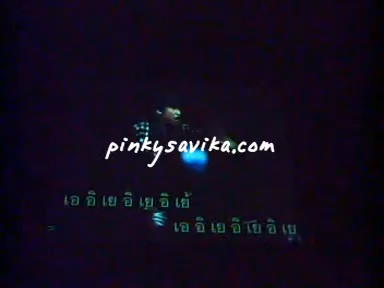 pinkysavika.com
เอ อิ เย อิ เย อิ เย้
เอ อิ เย อิ เย อิ เย